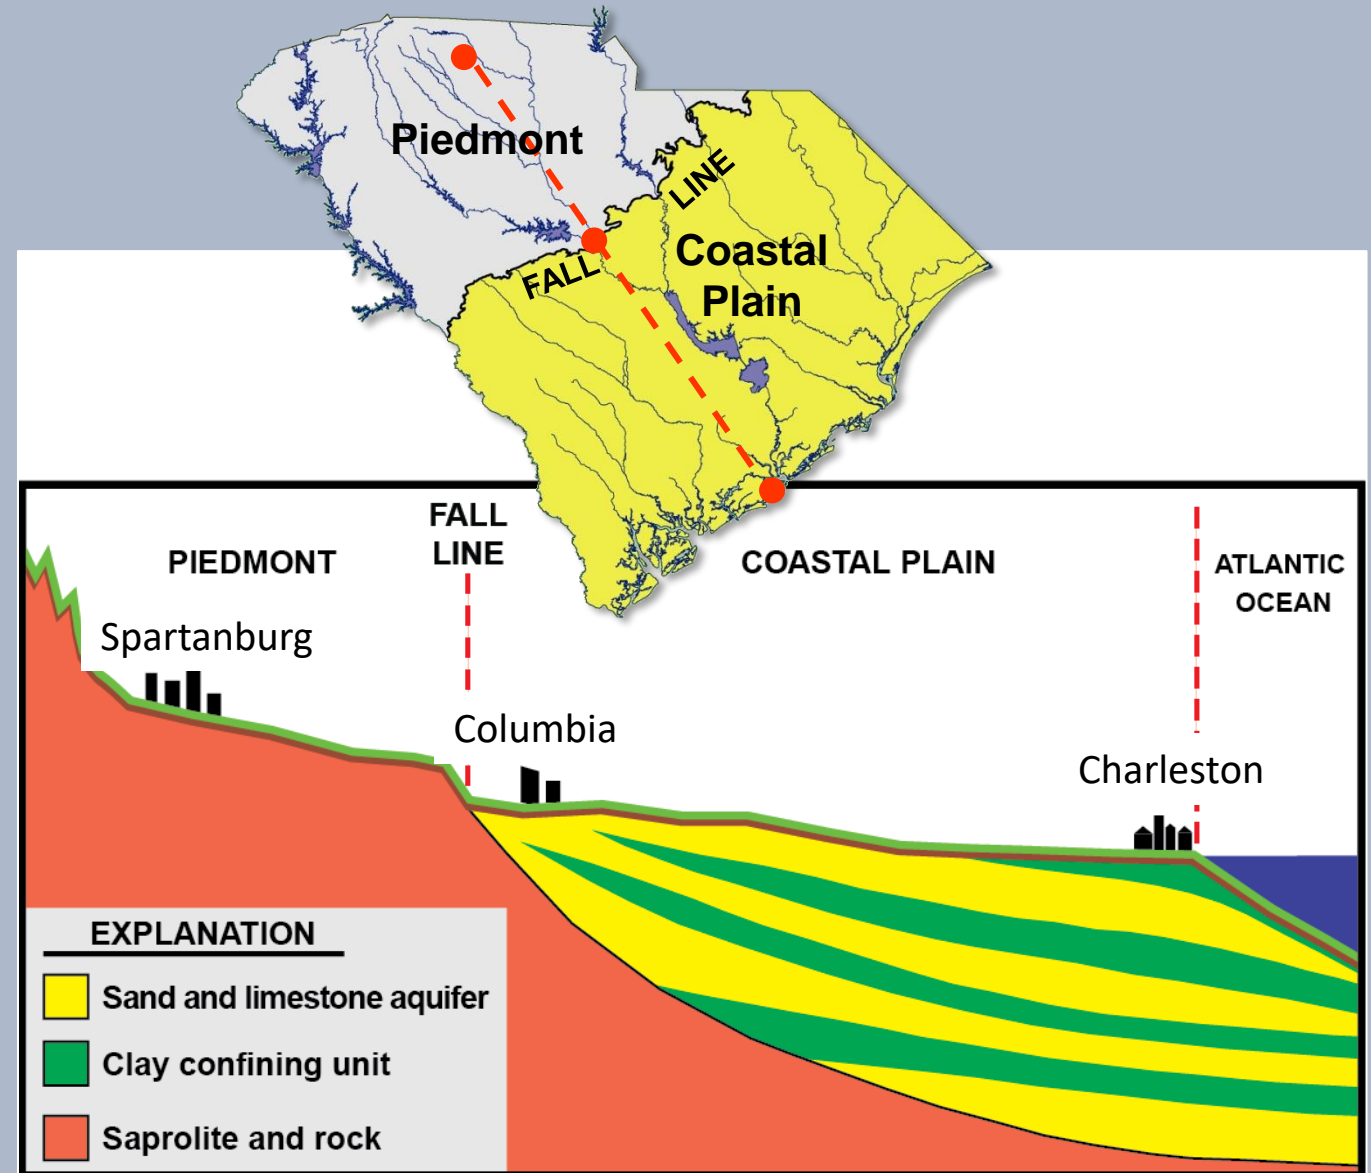 Piedmont
LINE
Coastal
Plain
FALL
FALL
LINE
PIEDMONT
COASTAL PLAIN
ATLANTIC
OCEAN
Spartanburg
Columbia
Charleston
EXPLANATION
Sand and limestone aquifer
Clay confining unit
Saprolite and rock